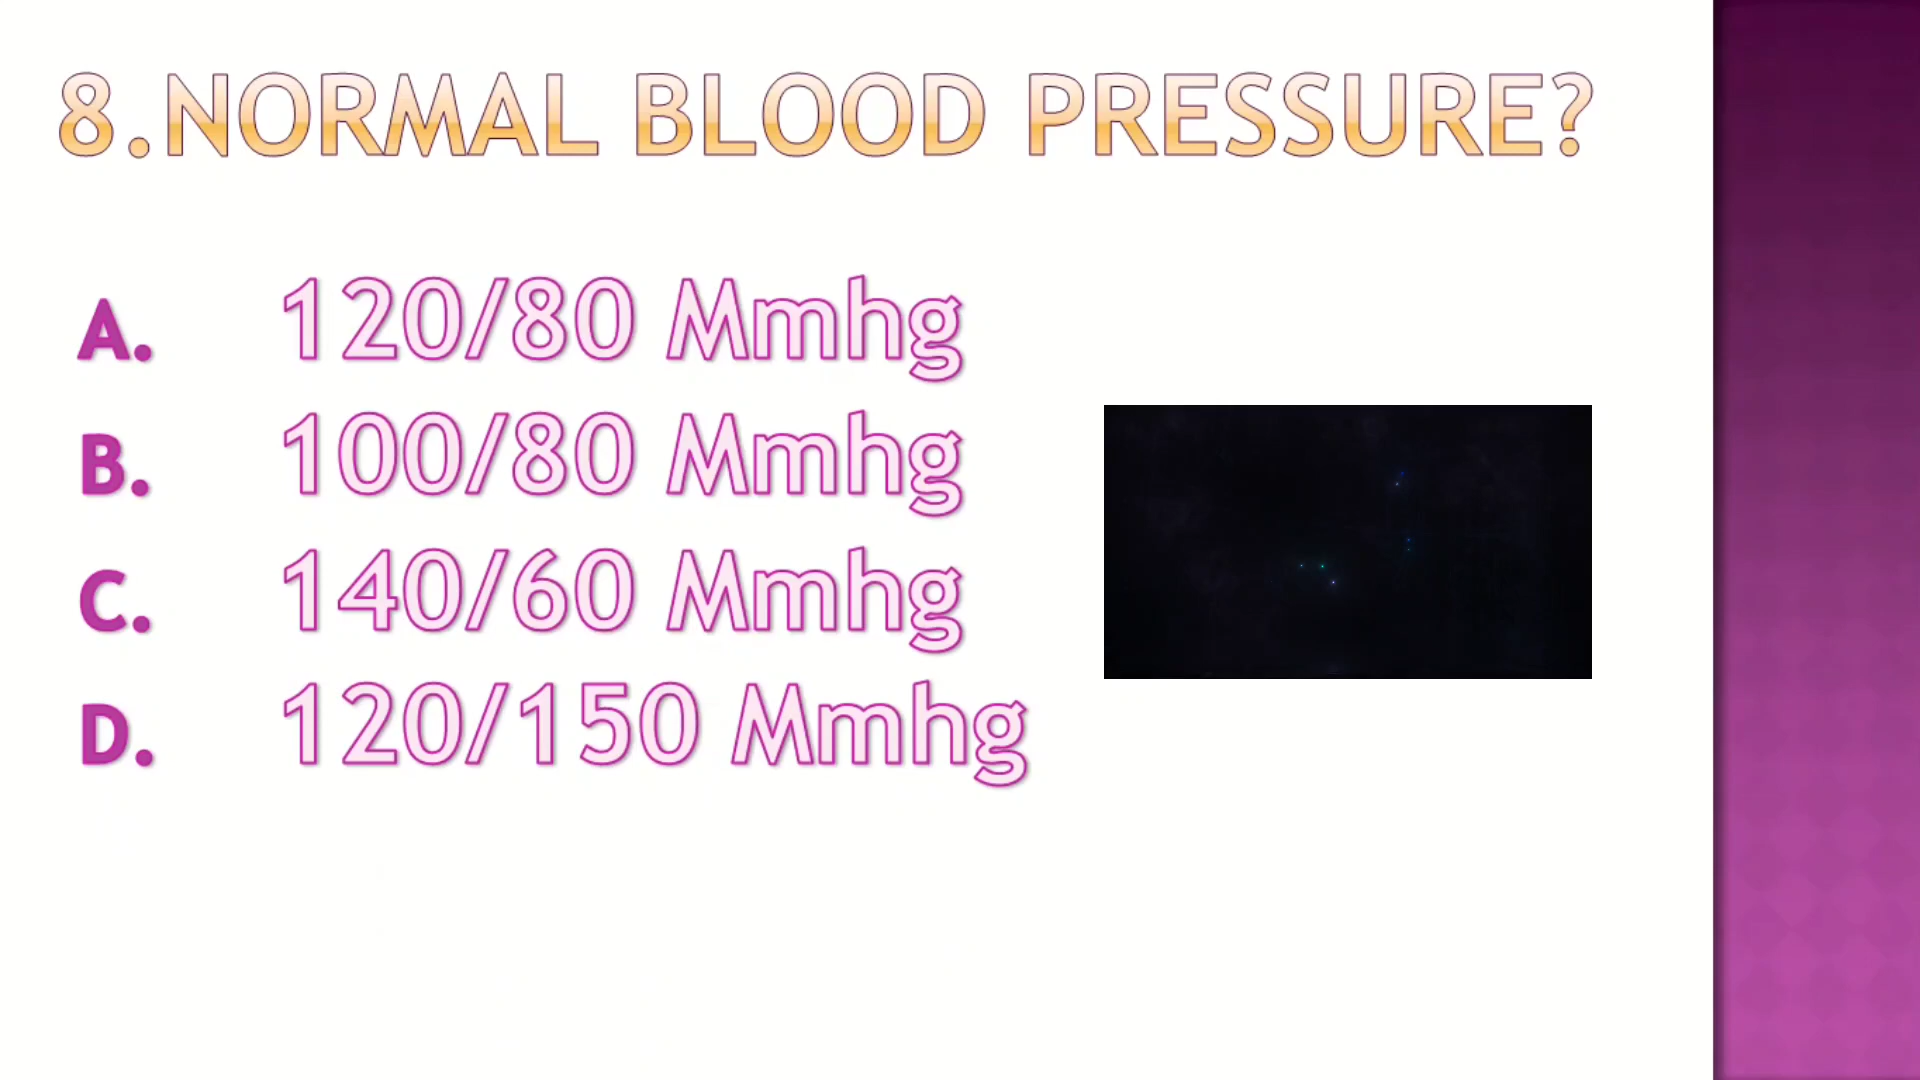 8.NORMAL BLOOD PRESSURE?
A. 120/80 Mmhg
B. 100/80 Mmhg
C. 140/60 Mmhg
D. 120/150 Mmhg